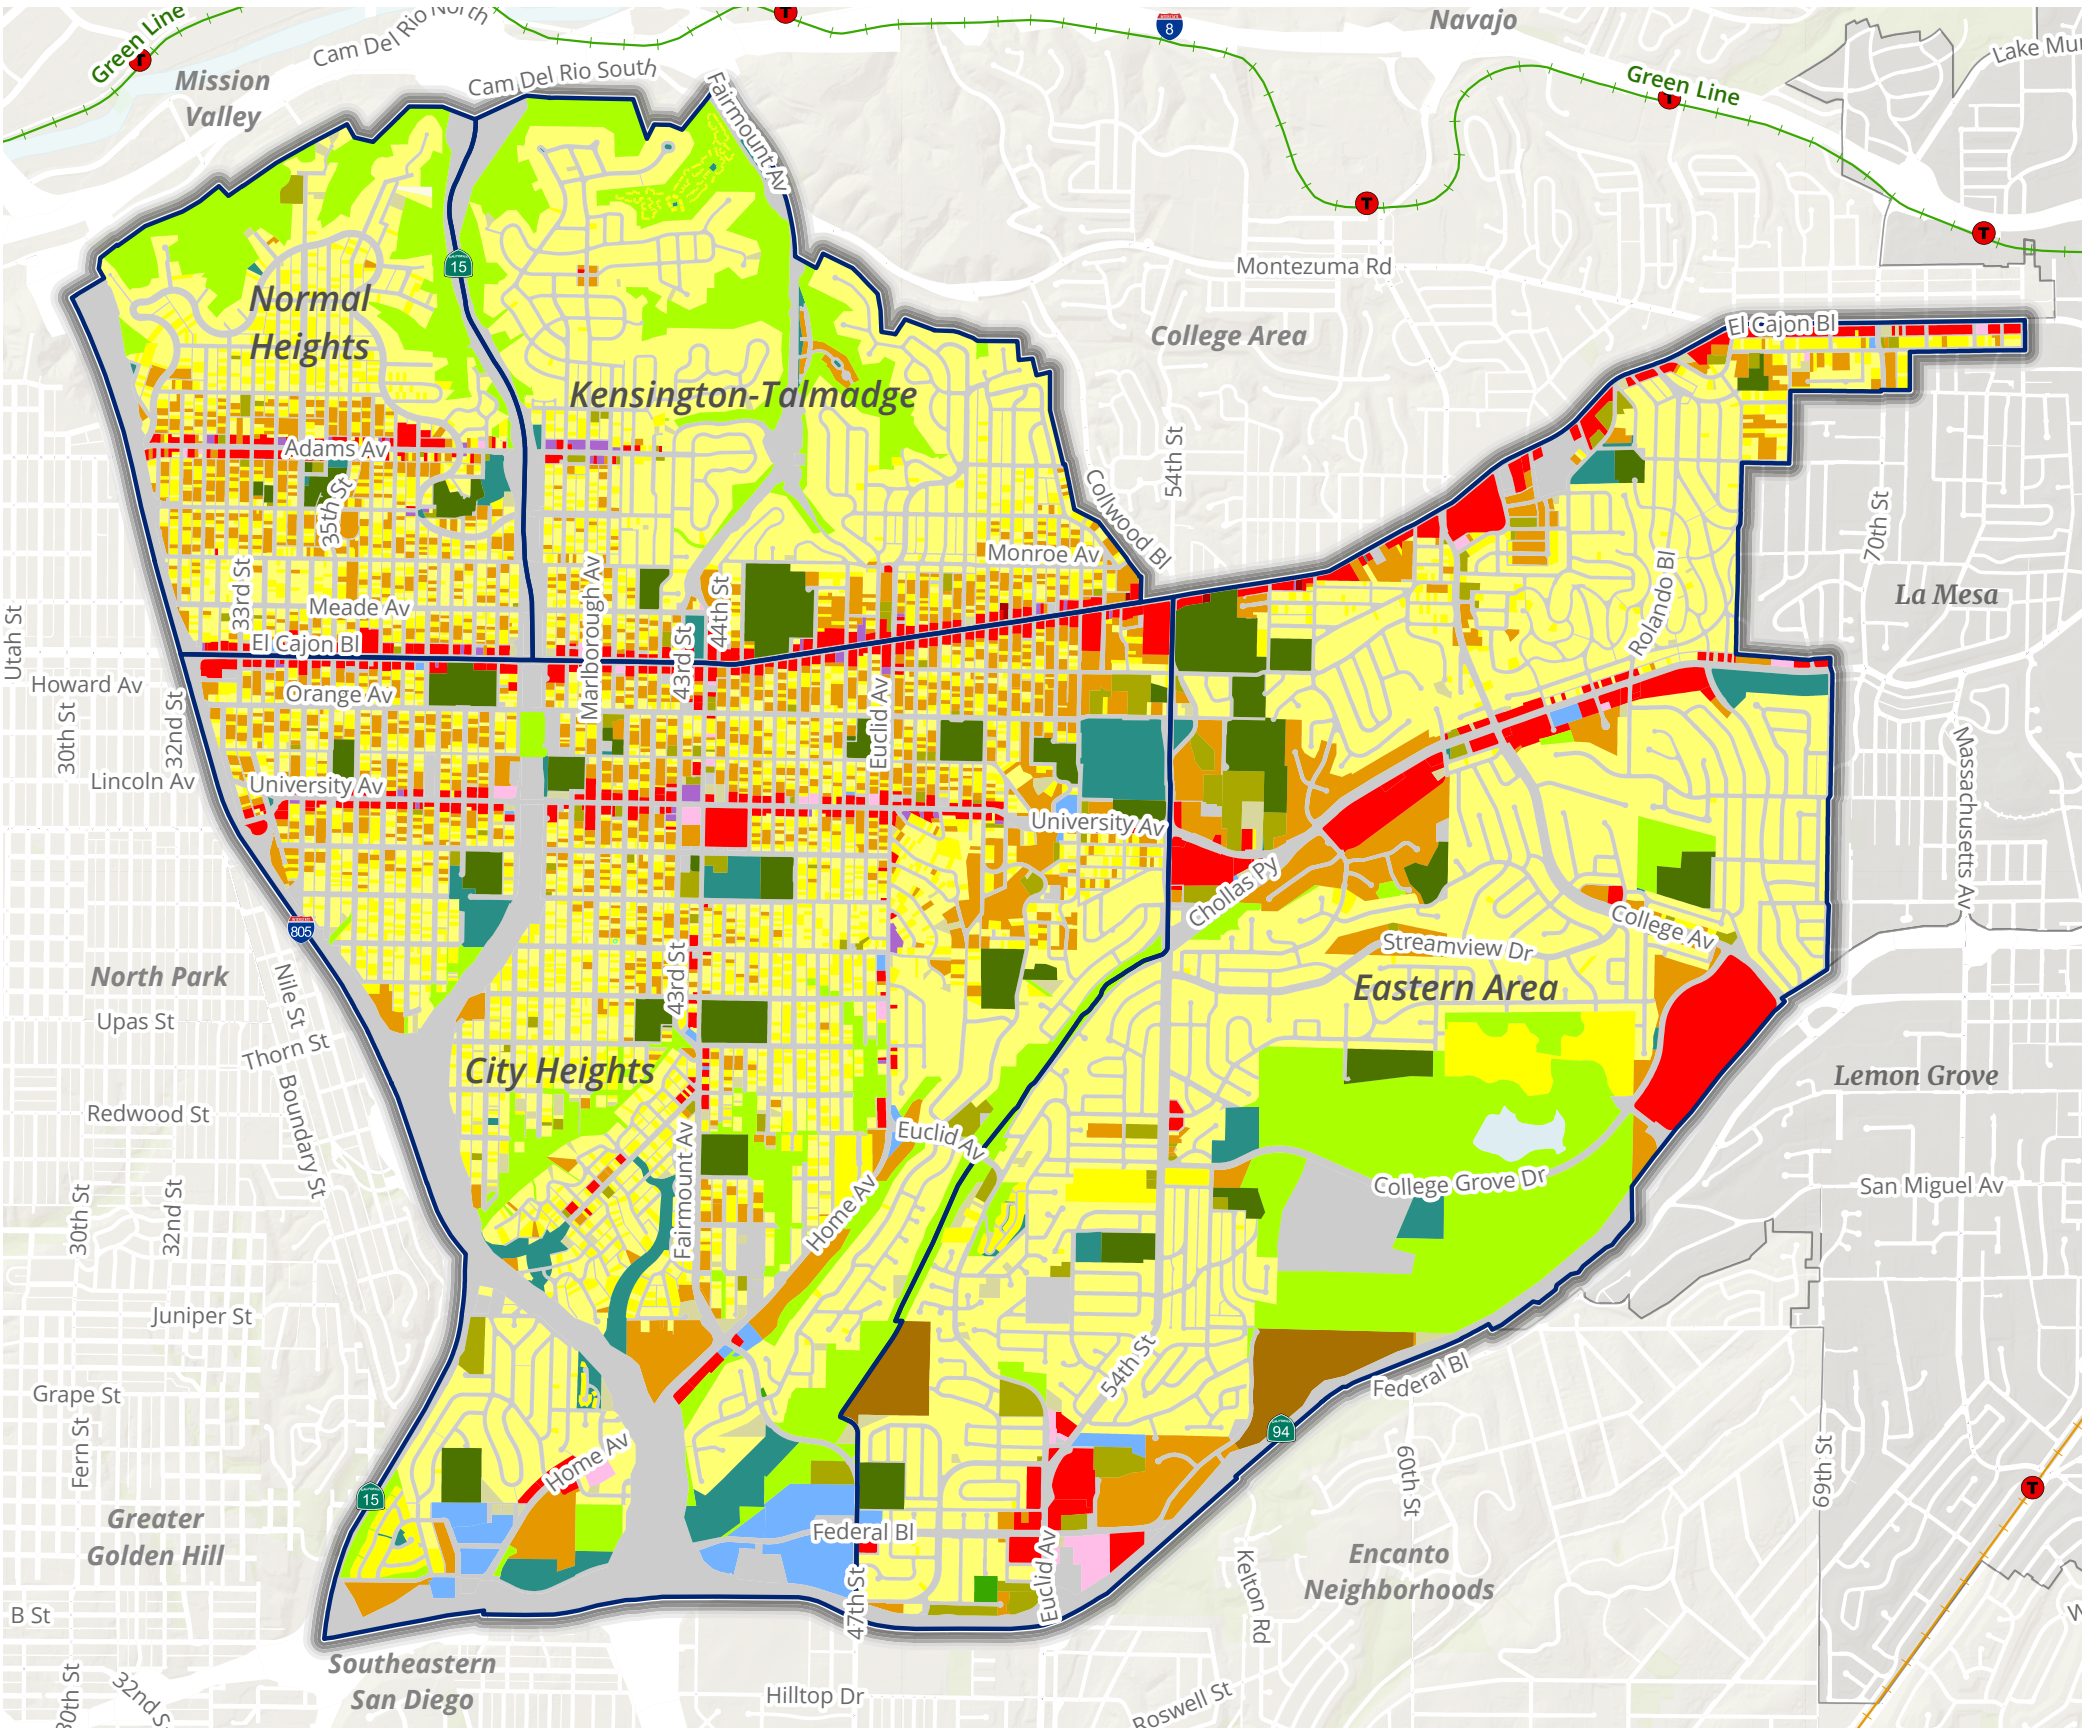 Green Line
Cam Del Rio North
8
Navajo
Mission
Valley
Cam Del Rio South
Fairmount Av
Green Line
15
Montezuma Rd
Normal
Heights
College Area
El Cajon Bl
Kensington-Talmadge
Adams Av
35th St
54th St
Collwood Bl
70th St
Monroe Av
33rd St
Marlborough Av
44th St
Meade Av
Rolando Bl
La Mesa
Utah St
El Cajon Bl
43rd St
Howard Av
Orange Av
30th St
32nd St
Euclid Av
Massachusetts Av
Lincoln Av
University Av
University Av
Chollas Py
805
College Av
Streamview Dr
North Park
Nile St
43rd St
Eastern Area
Upas St
Thorn St
City Heights
Lemon Grove
Boundary St
Redwood St
Euclid Av
Fairmount Av
Home Av
College Grove Dr
San Miguel Av
30th St
32nd St
Juniper St
54th St
Grape St
Federal Bl
Fern St
94
Home Av
60th St
69th St
15
Greater
Golden Hill
Federal Bl
Euclid Av
Kelton Rd
Encanto
Neighborhoods
47th St
B St
Southeastern
San Diego
Hilltop Dr
Roswell St